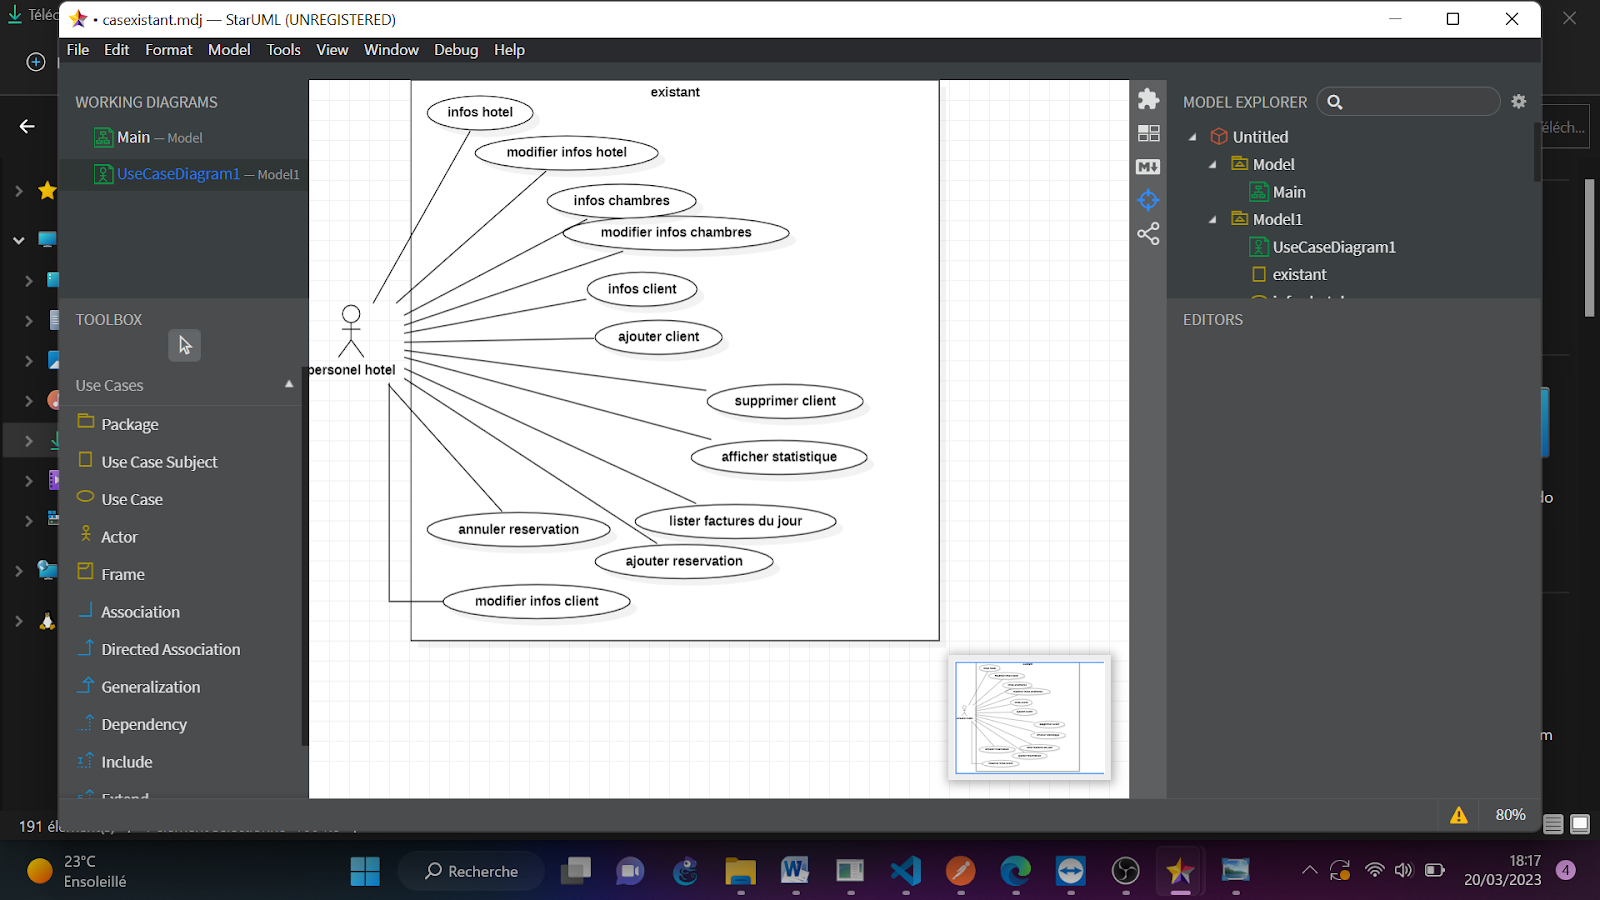 Téléc
• casexistant.mdj — StarUML (UNREGISTERED)
File Edit Format Model Tools View Window Debug Help
WORKING DIAGRAMS
Main — Model
UseCaseDiagram1 — Model1
TOOLBOX
Use Cases
Package
Use Case Subject
Use Case
Actor
Frame
Association
Directed Association
Generalization
Dependency
Include
Extend
existant
infos hotel
modifier infos hotel
infos chambres
modifier infos chambres
infos client
ajouter client
personel hotel
supprimer client
afficher statistique
lister factures du jour
annuler reservation
ajouter reservation
modifier infos client
MODEL EXPLORER
Untitled
Model
Main
Model1
UseCaseDiagram1
existant
EDITORS
80%
191
23°C
Ensoleillé
Recherche
18:17
20/03/2023
4